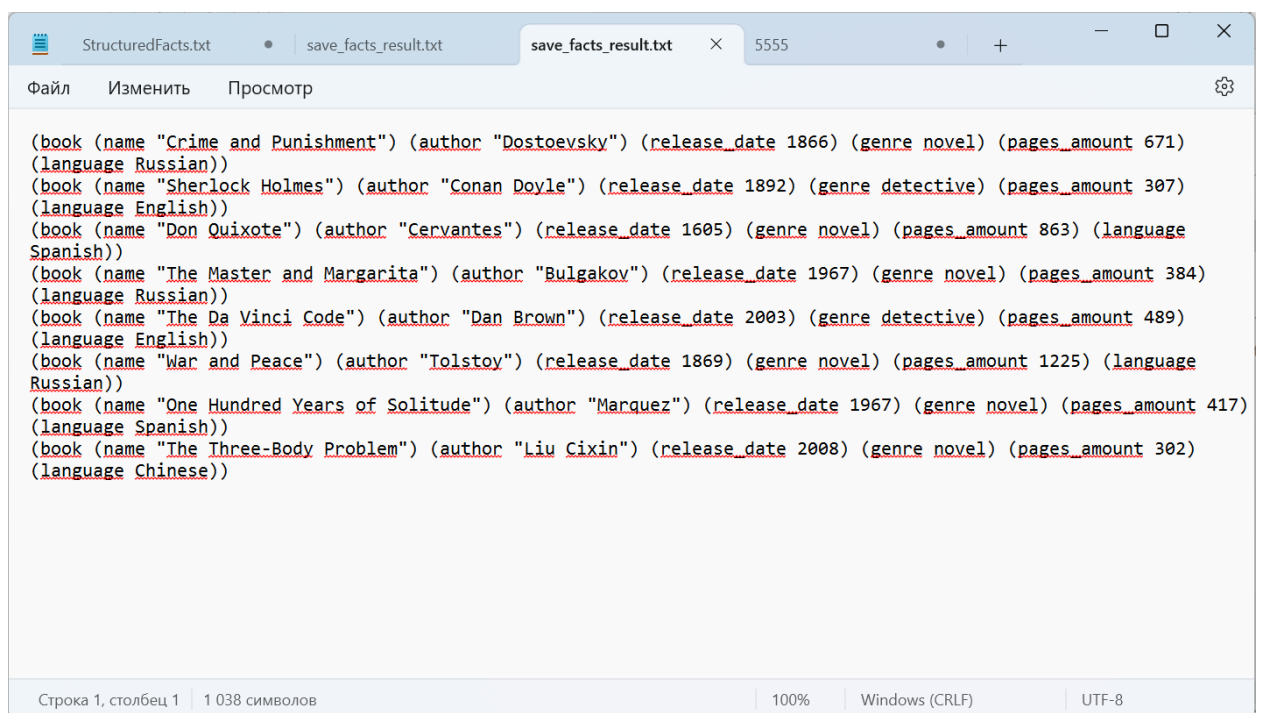 StructuredFacts.txt
save_facts_result.txt
save_facts_result.txt
5555
Файл Изменить Просмотр
(book (name "Crime and Punishment") (author "Dostoevsky") (release_date 1866) (genre novel) (pages_amount 671)
(language Russian))
(book (name "Sherlock Holmes") (author "Conan Doyle") (release_date 1892) (genre detective) (pages_amount 307)
(language English))
(book (name "Don Quixote") (author "Cervantes") (release_date 1605) (genre novel) (pages_amount 863) (language
Spanish))
(book (name "The Master and Margarita") (author "Bulgakov") (release_date 1967) (genre novel) (pages_amount 384)
(language Russian))
(book (name "The Da Vinci Code") (author "Dan Brown") (release_date 2003) (genre detective) (pages_amount 489)
(language English))
(book (name "War and Peace") (author "Tolstoy") (release_date 1869) (genre novel) (pages_amount 1225) (language
Russian))
(book (name "One Hundred Years of Solitude") (author "Marquez") (release_date 1967) (genre novel) (pages_amount 417)
(language Spanish))
(book (name "The Three-Body Problem") (author "Liu Cixin") (release_date 2008) (genre novel) (pages_amount 302)
(language Chinese))
Строка 1, столбец 1 1 038 символов 100% Windows (CRLF) UTF-8